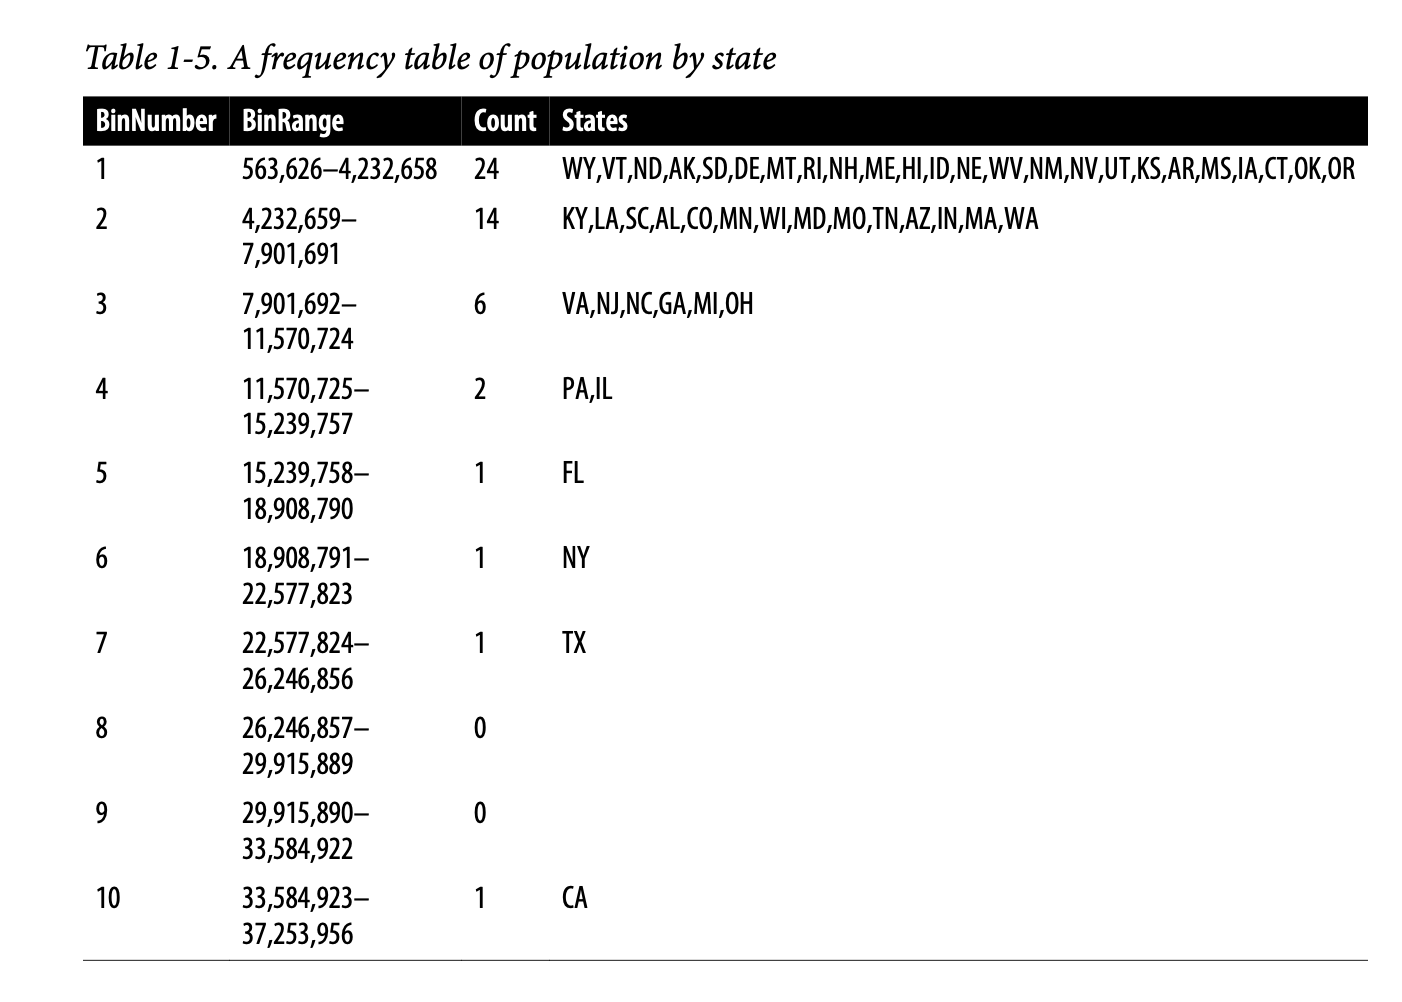 Table 1-5. A frequency table of population by state
BinNumber BinRange Count States
1 563,626–4,232,658 24 WY,VT,ND,AK,SD,DE,MT,RI,NH,ME,HI,ID,NE,WV,NM,NV,UT,KS,AR,MS,IA,CT,OK,OR
2 4,232,659– 14 KY,LA,SC,AL,CO,MN,WI,MD,MO,TN,AZ,IN,MA,WA
7,901,691
3 7,901,692– 6 VA,NJ,NC,GA,MI,OH
11,570,724
4 11,570,725– 2 PA,IL
15,239,757
5 15,239,758– 1 FL
18,908,790
6 18,908,791– 1 NY
22,577,823
7 22,577,824– 1 TX
26,246,856
8 26,246,857– 0
29,915,889
9 29,915,890– 0
33,584,922
10 33,584,923– 1 CA
37,253,956